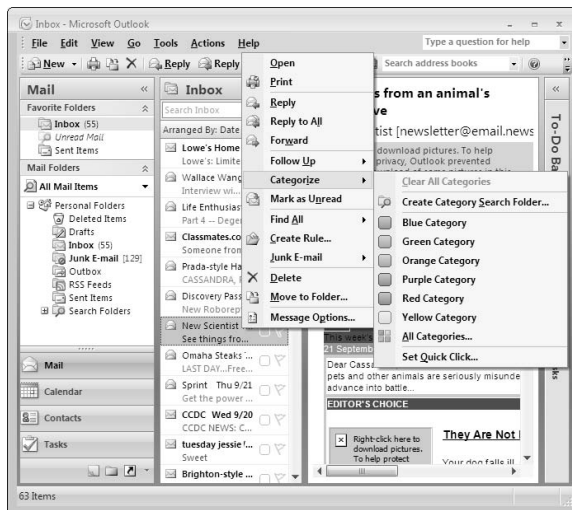 Inbox - Microsoft Outlook
File Edit View Go Tools Actions Help
Type a question for help
New Reply Reply
Search address books
Mail «
Favorite Folders
Inbox (55)
Unread Mail
Sent Items
Mail Folders
All Mail Items
Personal Folders
Deleted Items
Drafts
Inbox (55)
Junk E-mail [129]
Outbox
RSS Feeds
Sent Items
Search Folders
Mail
Calendar
Contacts
Tasks
63 Items
Inbox
Search Inbox
Arranged By: Date
Lowe's Home
Lowe's: Limite
Wallace Wang
Interview wi...
Life Enthusias
Part 4 -- Dege
Classmates.co
Someone fron
Prada-style Ha
CASSANDRA,
Discovery Pass
New Roborep
New Scientist
See things fro...
Omaha Steaks '...
LAST DAY...Free...
Sprint Thu 9/21
Get the power ...
CCDC Wed 9/20
CCDC NEWS: C...
tuesday jessie '...
Sweet
Brighton-style ...
Open
Print
Reply
Reply to All
Forward
Follow Up
Categorize
Mark as Unread
Find All
Create Rule...
Junk E-mail
Delete
Move to Folder...
Message Options...
Clear All Categories
Create Category Search Folder...
Blue Category
Green Category
Orange Category
Purple Category
Red Category
Yellow Category
All Categories...
Set Quick Click...
s from an animal's
ve
tist [newsletter@email.news
download pictures. To help
privacy, Outlook prevented
This week's
21 Septemb
Dear Cass
pets and other animals are seriously misunde
advance into battle...
EDITOR'S CHOICE
Right-click here to
download pictures.
To help protect
They Are Not I
Your dog falls ill
«
To-Do Ba
ks